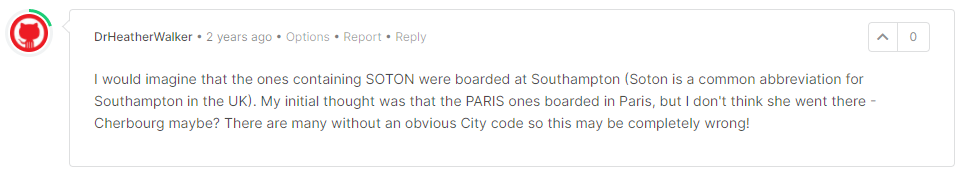 DrHeatherWalker • 2 years ago • Options • Report • Reply
0
I would imagine that the ones containing SOTON were boarded at Southampton (Soton is a common abbreviation for
Southampton in the UK). My initial thought was that the PARIS ones boarded in Paris, but I don't think she went there -
Cherbourg maybe? There are many without an obvious City code so this may be completely wrong!